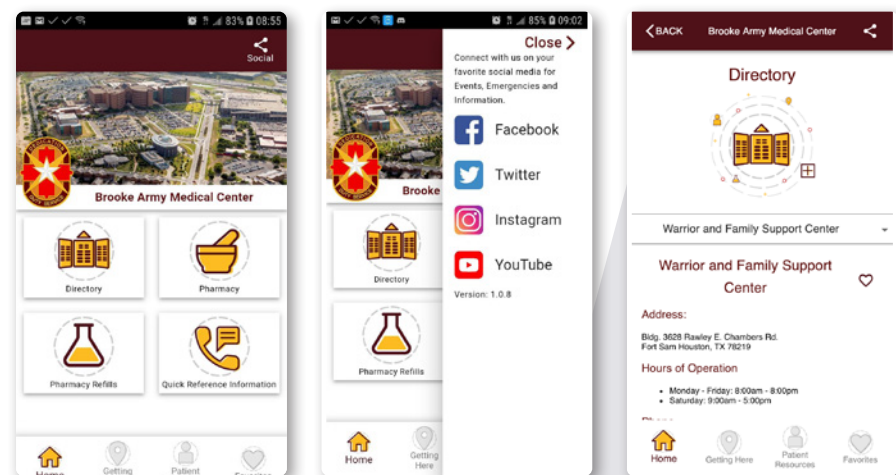 83% 08:55
Social
DEDICATION
DUTY SERVICE
Brooke Army Medical Center
Directory
Pharmacy
Pharmacy Refills
Quick Reference Information
Home
Getting
Patient
Favorites
85% 09:02
Close
Connect with us on your
favorite social media for
Events, Emergencies and
Information.
Facebook
Twitter
Instagram
YouTube
Version: 1.0.8
Brooke
Directory
Pharmacy Refills
Home
Getting
Here
BACK
Brooke Army Medical Center
Directory
Warrior and Family Support Center
Warrior and Family Support
Center
Address:
Bldg. 3628 Rawley E. Chambers Rd.
Fort Sam Houston, TX 78219
Hours of Operation
Monday - Friday: 8:00am - 8:00pm
Saturday: 9:00am - 5:00pm
Phone
Home
Getting Here
Patient
Resources
Favorites